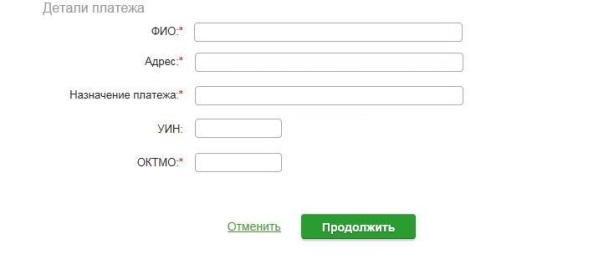 Детали платежа
ФИО:*
Адрес:*
Назначение платежа:*
УИН:
ОКТМО:*
Отменить Продолжить